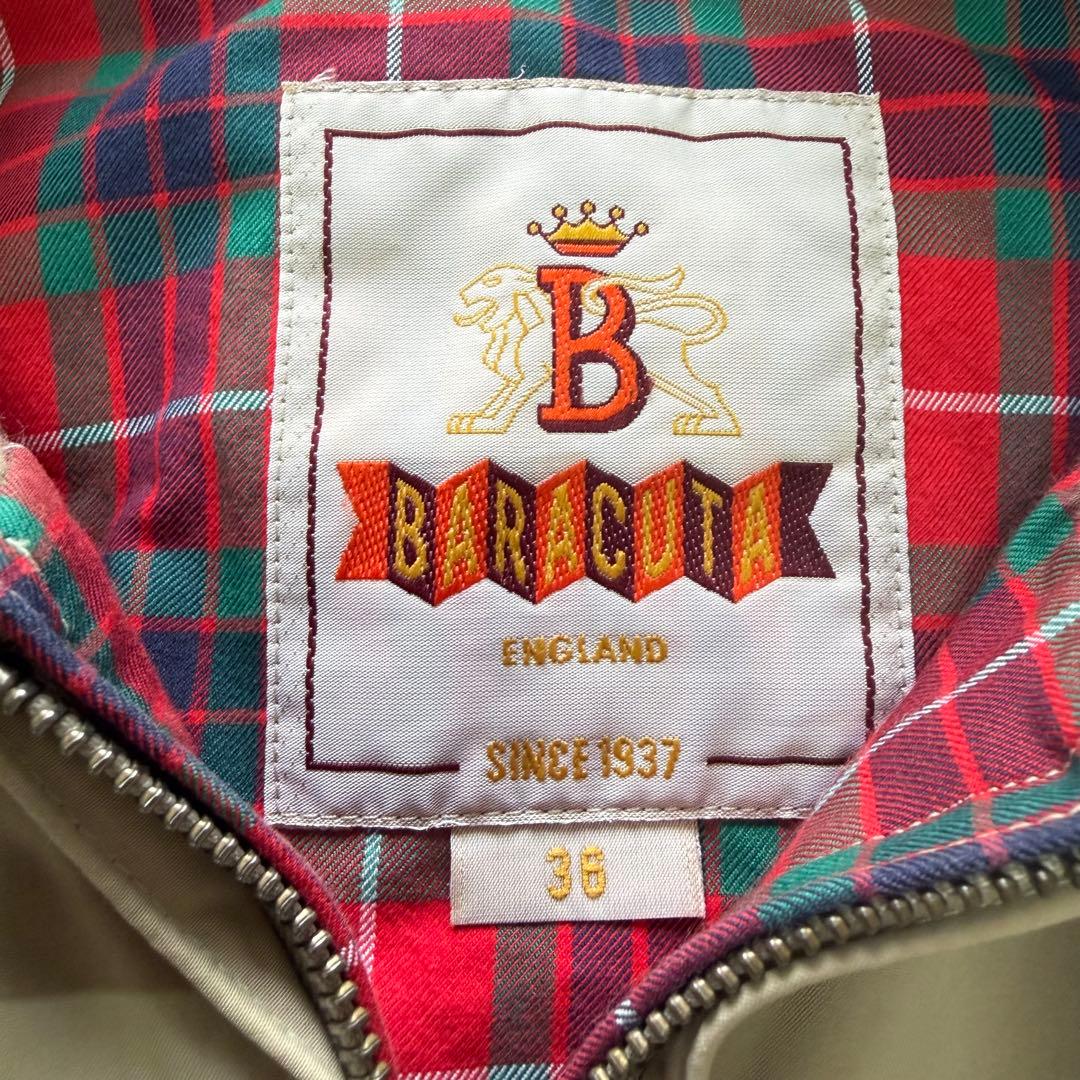 B
BARACUTA
ENGLAND
SINCE 1937
36